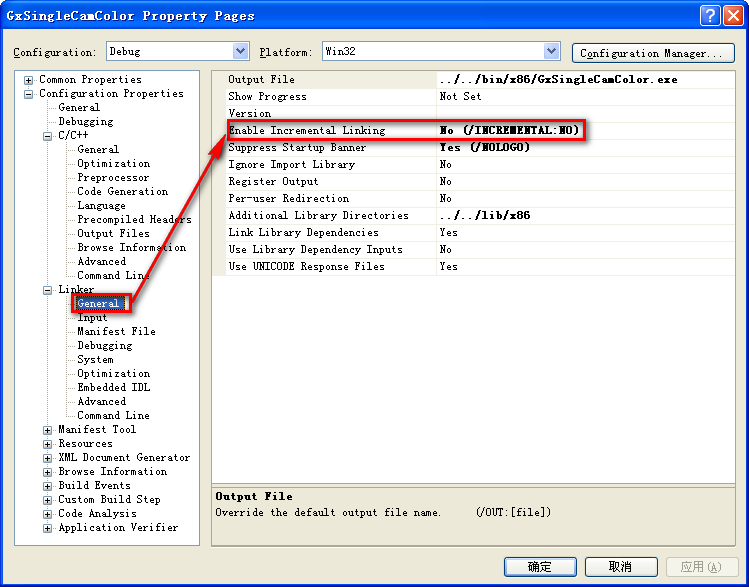 GxSingleCamColor Property Pages
Configuration: Debug Platform: Win32 Configuration Manager...
Common Properties
Configuration Properties
General
Debugging
C/C++
General
Optimization
Preprocessor
Code Generation
Language
Precompiled Headers
Output Files
Browse Information
Advanced
Command Line
Linker
General
Input
Manifest File
Debugging
System
Optimization
Embedded IDL
Advanced
Command Line
Manifest Tool
Resources
XML Document Generator
Browse Information
Build Events
Custom Build Step
Code Analysis
Application Verifier
Output File ../../bin/x86/GxSingleCamColor.exe
Show Progress Not Set
Version
Enable Incremental Linking No (/INCREMENTAL:NO)
Suppress Startup Banner Yes (/NOLOGO)
Ignore Import Library No
Register Output No
Per-user Redirection No
Additional Library Directories ../../lib/x86
Link Library Dependencies Yes
Use Library Dependency Inputs No
Use UNICODE Response Files Yes
Output File
Override the default output file name. (/OUT:[file])
确定 取消 应用(A)